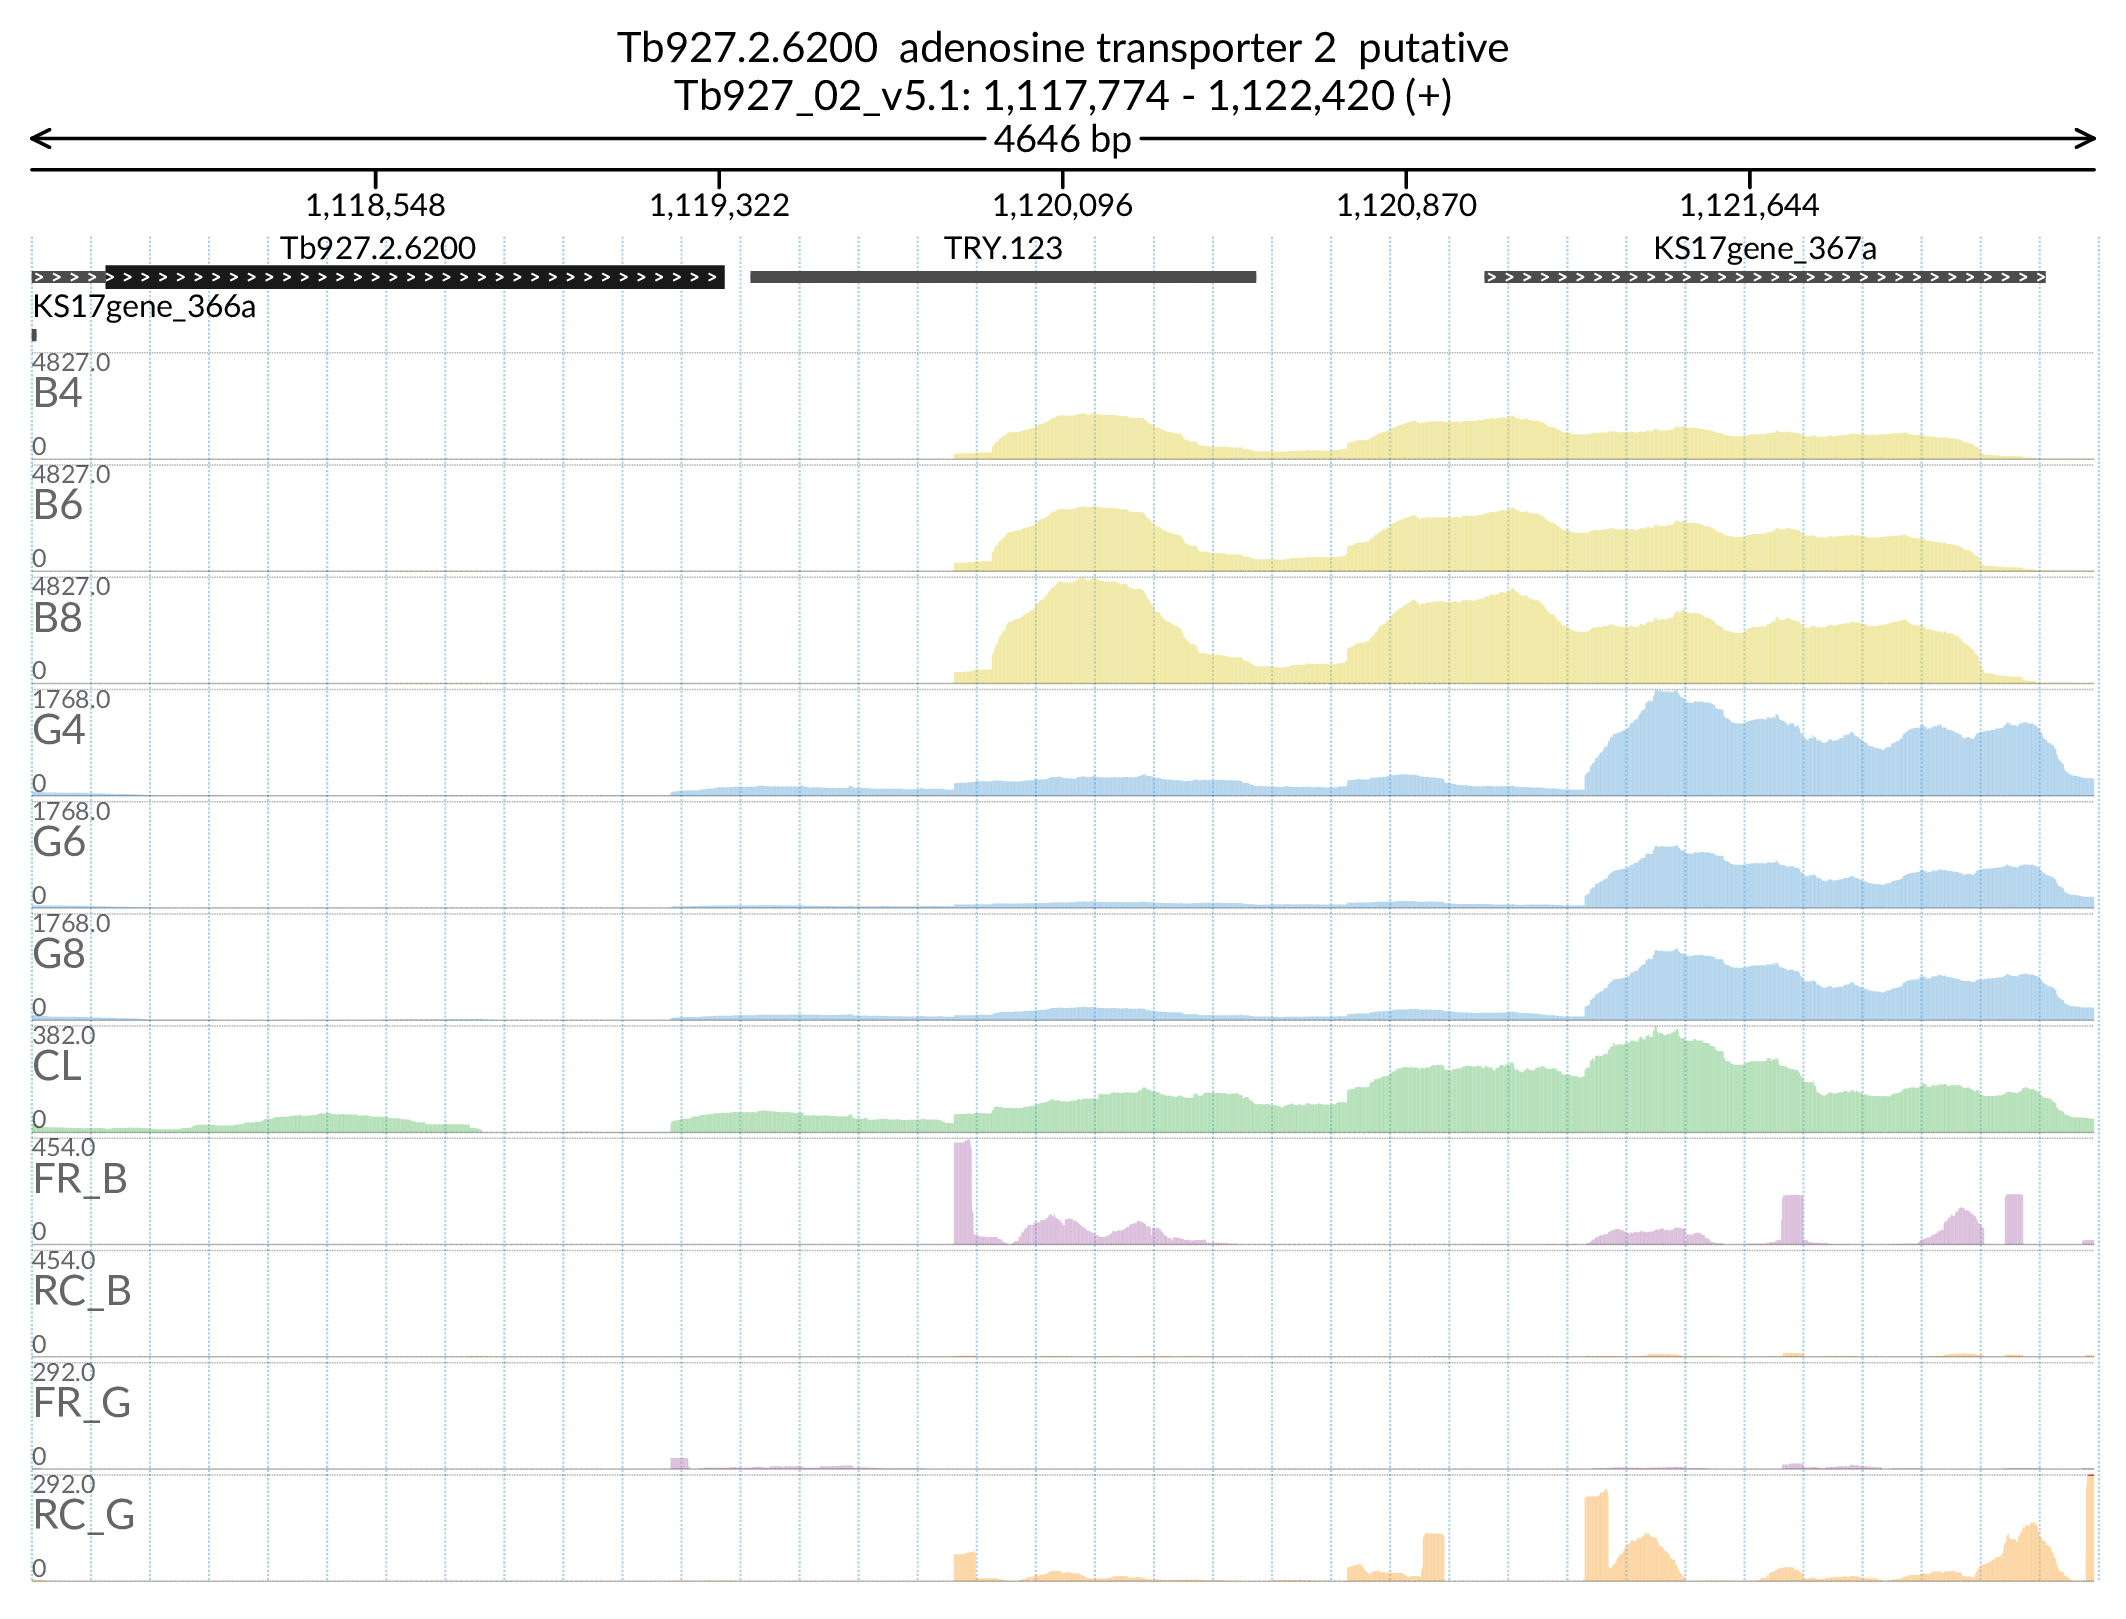 Tb927.2.6200  adenosine transporter 2  putative
Tb927_02_v5.1: 1,117,774 - 1,122,420 (+)
4646 bp
1,118,548 1,119,322 1,120,096 1,120,870 1,121,644
Tb927.2.6200 TRY.123 KS17gene_367a
KS17gene_366a
4827.0
B4
0
4827.0
B6
0
4827.0
B8
0
1768.0
G4
0
1768.0
G6
0
1768.0
G8
0
382.0
CL
0
454.0
FR_B
0
454.0
RC_B
0
292.0
FR_G
0
292.0
RC_G
0